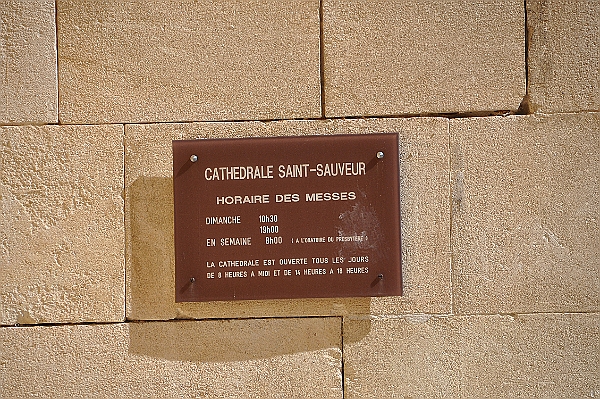 CATHEDRALE SAINT-SAUVEUR
HORAIRE DES MESSES
DIMANCHE 10h30
19h00
EN SEMAINE 8h00 ( A L'ORATOIRE DU PRESBYTERE )
LA CATHEDRALE EST OUVERTE TOUS LES JOURS
DE 8 HEURES A MIDI ET DE 14 HEURES A 18 HEURES